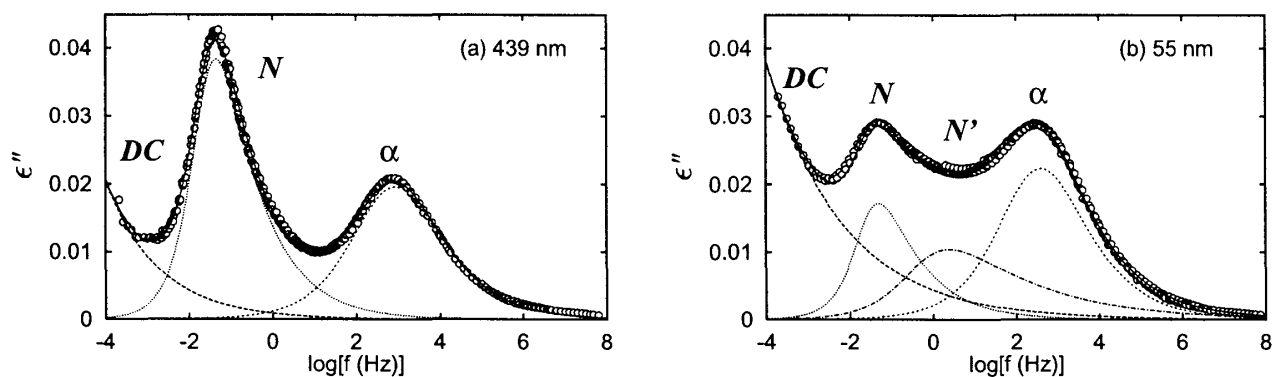 (a) 439 nm
0.04
0.03
0.02
0.01
0
ϵ″
DC
N
α
-4 -2 0 2 4 6 8
log[f (Hz)]
(b) 55 nm
0.04
0.03
0.02
0.01
0
ϵ″
DC
N
N’
α
-4 -2 0 2 4 6 8
log[f (Hz)]